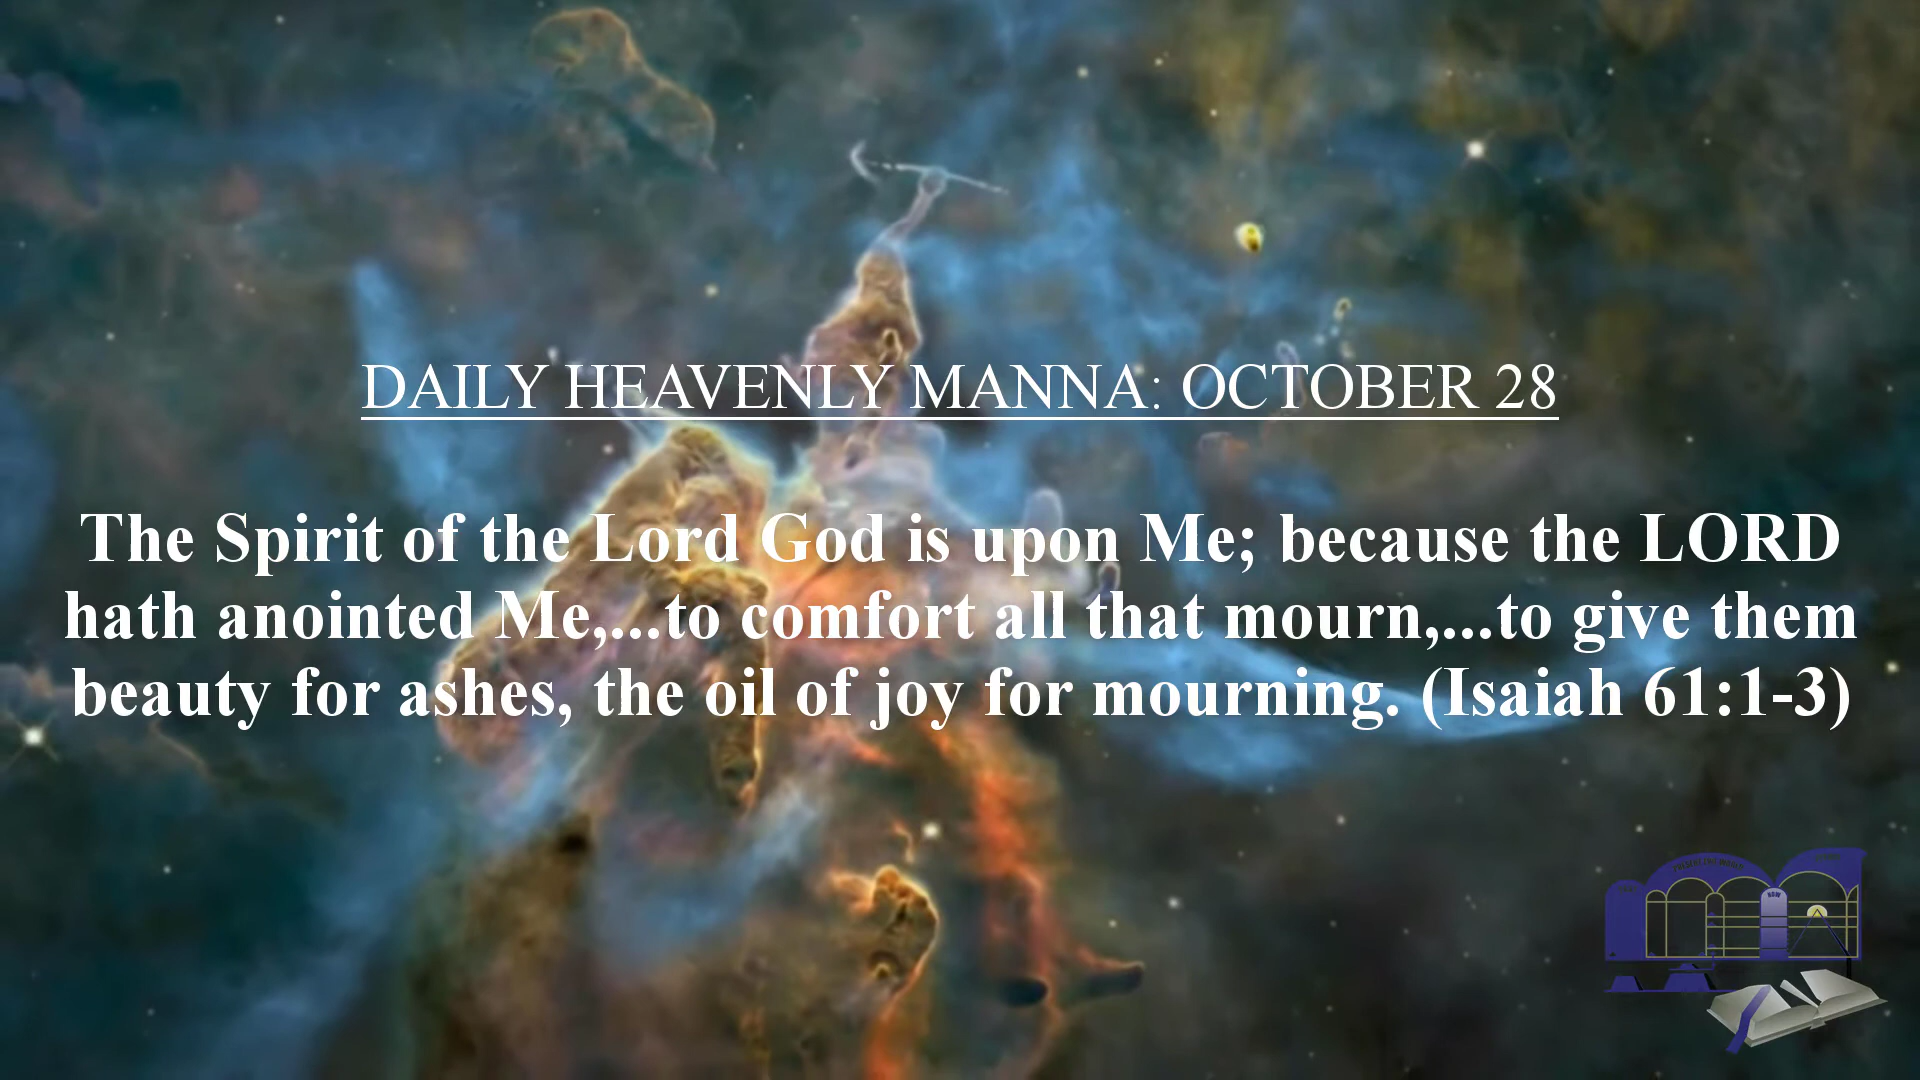 DAILY HEAVENLY MANNA: OCTOBER 28
The Spirit of the Lord God is upon Me; because the LORD
hath anointed Me,...to comfort all that mourn,...to give them
beauty for ashes, the oil of joy for mourning. (Isaiah 61:1-3)